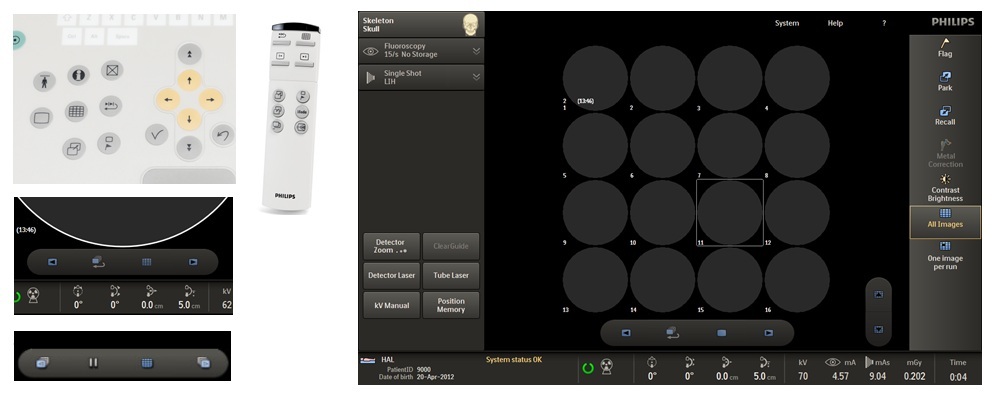 PHILIPS
(13:46)
0°
0°
0.0 cm
5.0 cm
kV
62
Skeleton
Skull
Fluoroscopy
15/s No Storage
Single Shot
LIH
Detector
Zoom
ClearGuide
Detector Laser
Tube Laser
kV Manual
Position
Memory
System
Help
?
PHILIPS
2
(13:46)
1
2
3
4
5
6
7
8
9
10
11
12
13
14
15
16
Flag
Park
Recall
Metal
Correction
Contrast
Brightness
All Images
One image
per run
HAL
PatientID 9000
Date of birth 20-Apr-2012
System status OK
0°
0°
0.0 cm
5.0 cm
kV
70
mA
4.57
mAs
9.04
mGy
0.202
Time
0:04